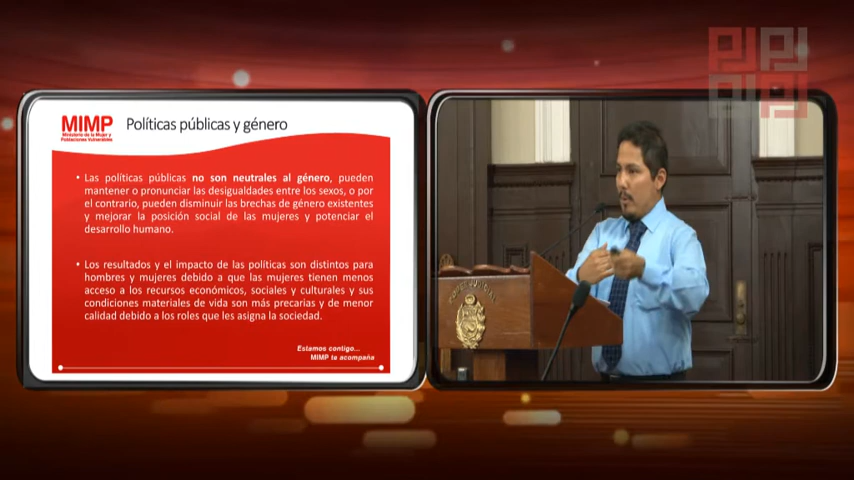 MIMP
Ministerio de la Mujer y
Poblaciones Vulnerables
Políticas públicas y género
• Las políticas públicas no son neutrales al género, pueden
mantener o pronunciar las desigualdades entre los sexos, o por
el contrario, pueden disminuir las brechas de género existentes
y mejorar la posición social de las mujeres y potenciar el
desarrollo humano.
• Los resultados y el impacto de las políticas son distintos para
hombres y mujeres debido a que las mujeres tienen menos
acceso a los recursos económicos, sociales y culturales y sus
condiciones materiales de vida son más precarias y de menor
calidad debido a los roles que les asigna la sociedad.
Estamos contigo...
MIMP te acompaña
PODER JUDICIAL